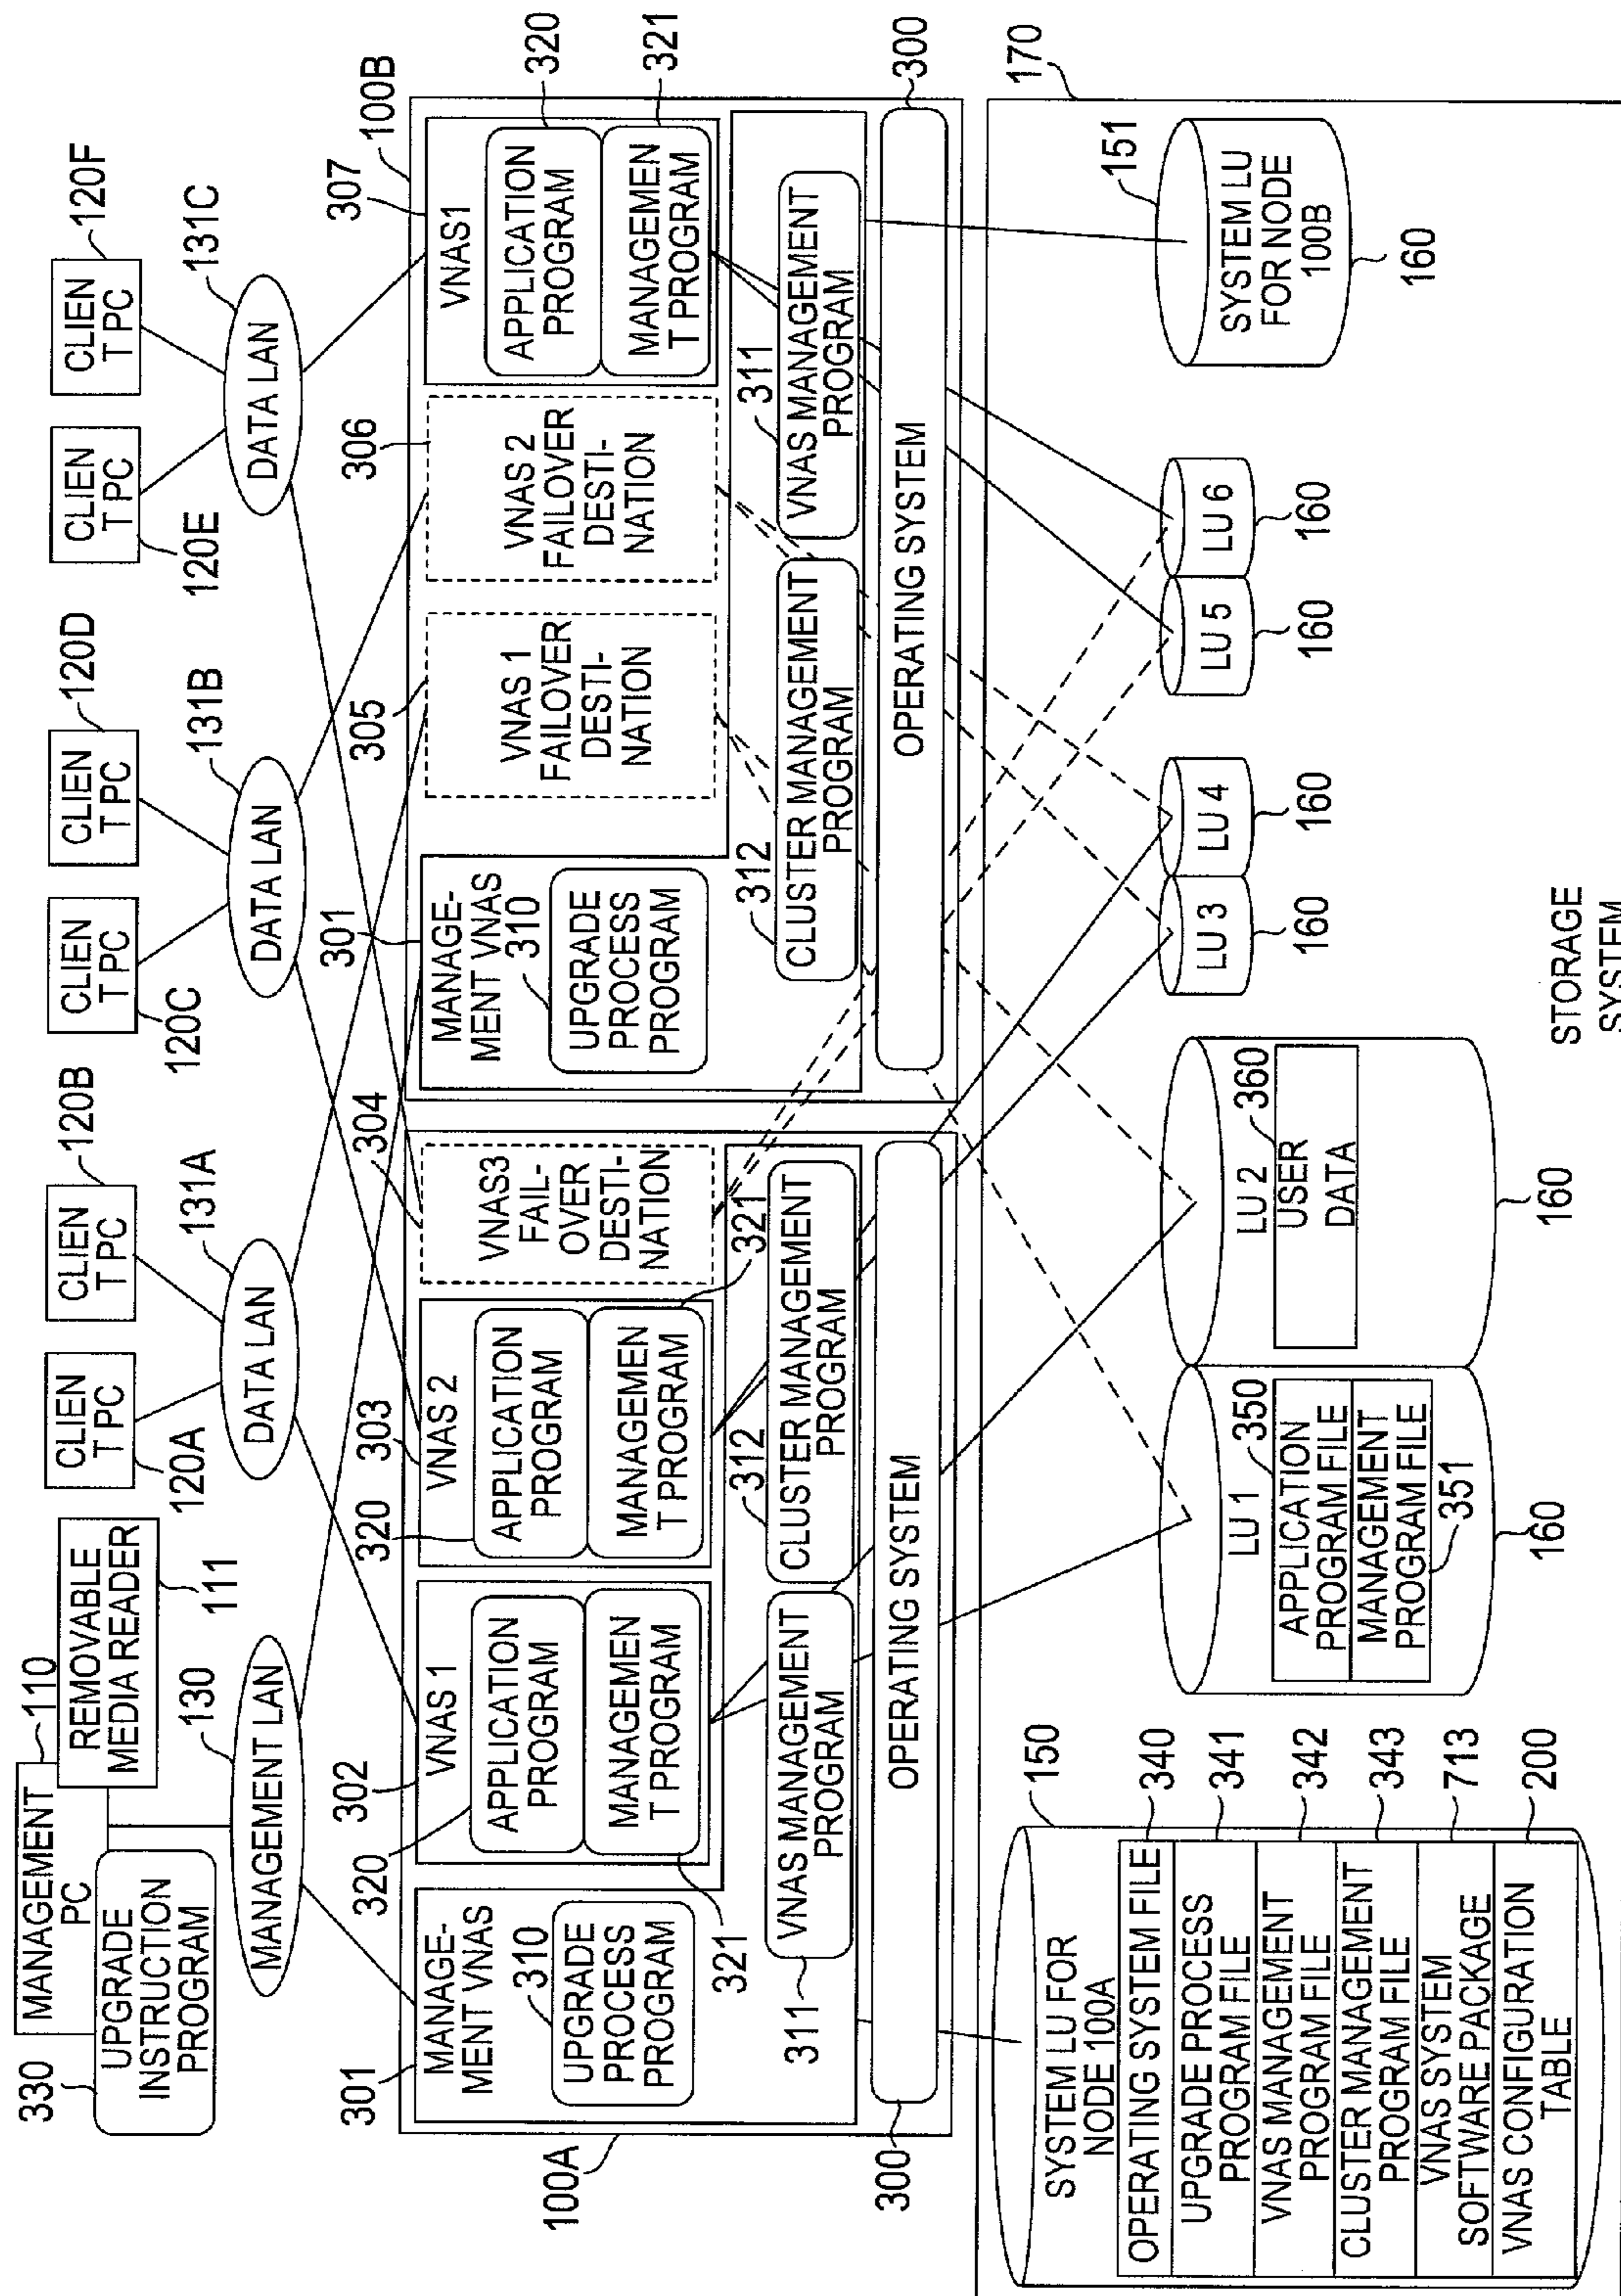 330
UPGRADE
INSTRUCTION
PROGRAM
MANAGEMENT
PC
110
REMOVABLE
MEDIA READER
111
CLIEN
T PC
120A
CLIEN
T PC
120B
CLIEN
T PC
120C
CLIEN
T PC
120D
CLIEN
T PC
120E
CLIEN
T PC
120F
MANAGEMENT LAN
130
DATA LAN
131A
DATA LAN
131B
DATA LAN
131C
100A
301
MANAGE-
MENT VNAS
310
UPGRADE
PROCESS
PROGRAM
302
VNAS 1
320
APPLICATION
PROGRAM
MANAGEMEN
T PROGRAM
321
303
VNAS 2
320
APPLICATION
PROGRAM
MANAGEMEN
T PROGRAM
321
304
VNAS3
FAIL-
OVER
DESTI-
NATION
311
VNAS MANAGEMENT
PROGRAM
312
CLUSTER MANAGEMENT
PROGRAM
OPERATING SYSTEM
300
100B
301
MANAGE-
MENT VNAS
310
UPGRADE
PROCESS
PROGRAM
305
VNAS 1
FAILOVER
DESTI-
NATION
306
VNAS 2
FAILOVER
DESTI-
NATION
307
VNAS1
APPLICATION
PROGRAM
320
MANAGEMEN
T PROGRAM
321
312
CLUSTER MANAGEMENT
PROGRAM
311
VNAS MANAGEMENT
PROGRAM
OPERATING SYSTEM
300
170
150
SYSTEM LU FOR
NODE 100A
OPERATING SYSTEM FILE
340
UPGRADE PROCESS
PROGRAM FILE
341
VNAS MANAGEMENT
PROGRAM FILE
342
CLUSTER MANAGEMENT
PROGRAM FILE
343
VNAS SYSTEM
SOFTWARE PACKAGE
713
VNAS CONFIGURATION
TABLE
200
LU 1
350
APPLICATION
PROGRAM FILE
MANAGEMENT
PROGRAM FILE
351
160
LU 2
360
USER
DATA
160
LU 3
160
LU 4
160
LU 5
160
LU 6
160
151
SYSTEM LU
FOR NODE
100B
160
STORAGE
SYSTEM